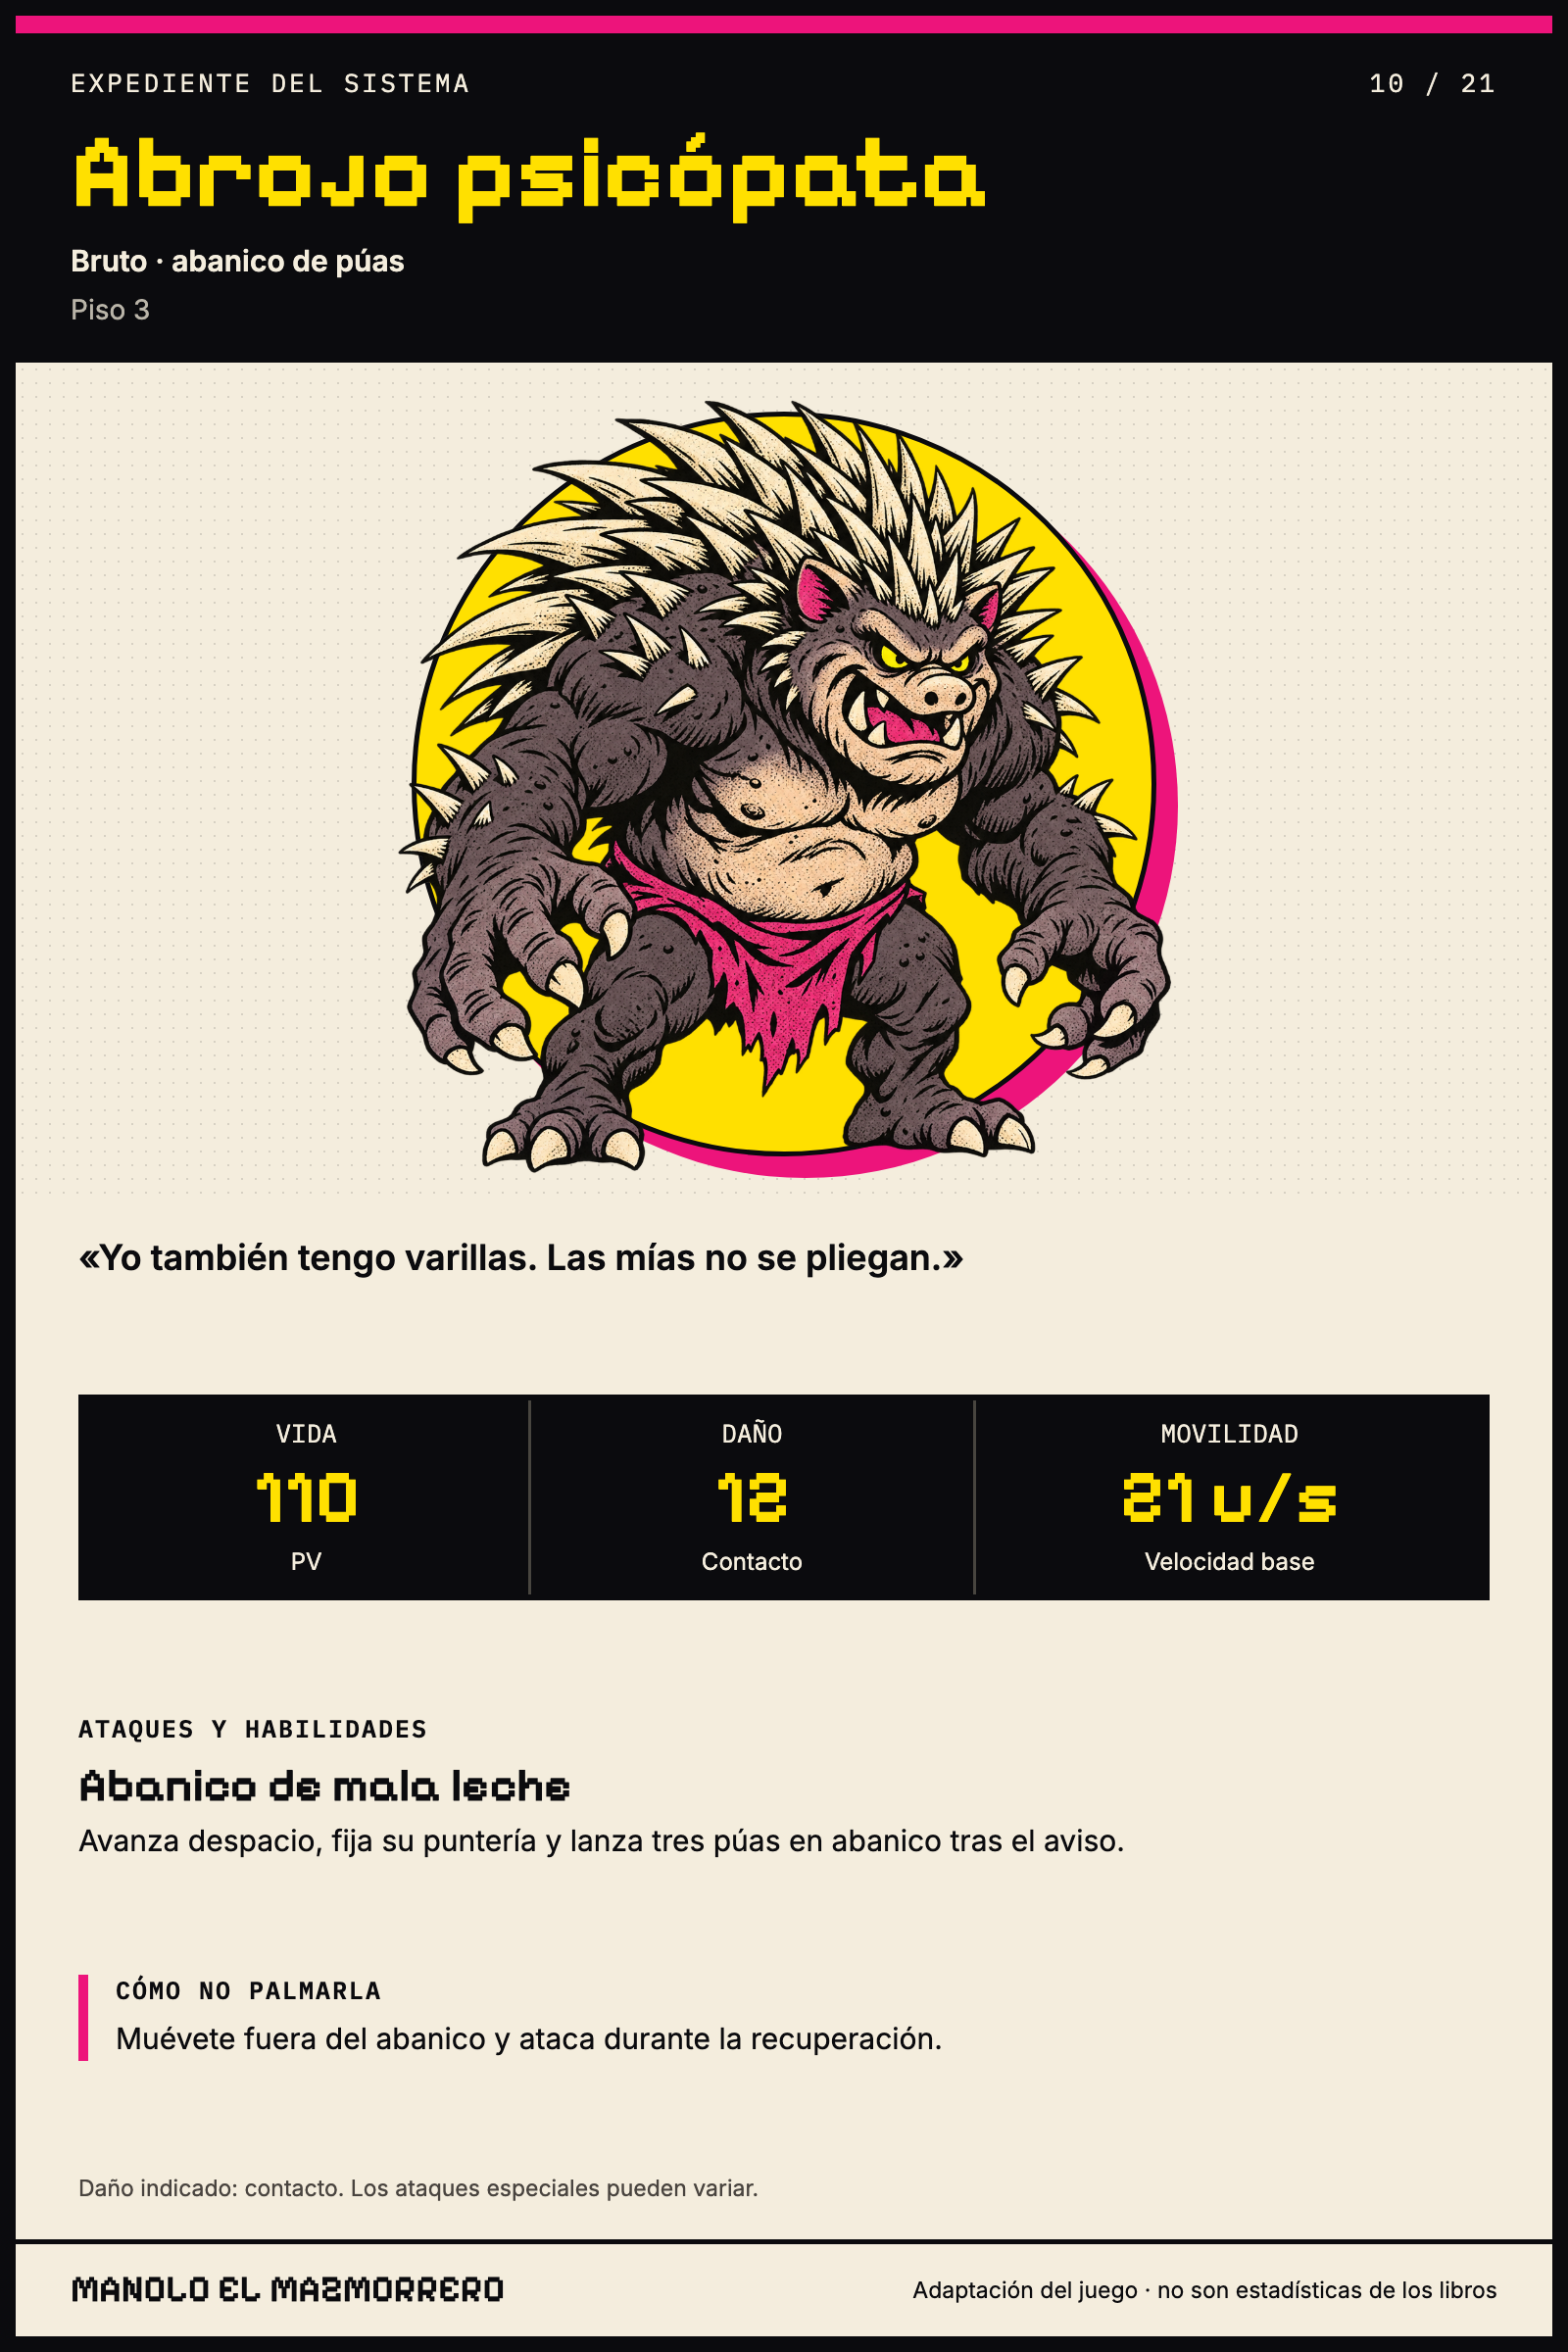 EXPEDIENTE DEL SISTEMA
10 / 21
Abrojo psicópata
Bruto · abanico de púas
Piso 3
«Yo también tengo varillas. Las mías no se pliegan.»
VIDA
110
PV
DAÑO
12
Contacto
MOVILIDAD
21 u/s
Velocidad base
ATAQUES Y HABILIDADES
Abanico de mala leche
Avanza despacio, fija su puntería y lanza tres púas en abanico tras el aviso.
CÓMO NO PALMARLA
Muévete fuera del abanico y ataca durante la recuperación.
Daño indicado: contacto. Los ataques especiales pueden variar.
MANOLO EL MAZMORRERO
Adaptación del juego · no son estadísticas de los libros